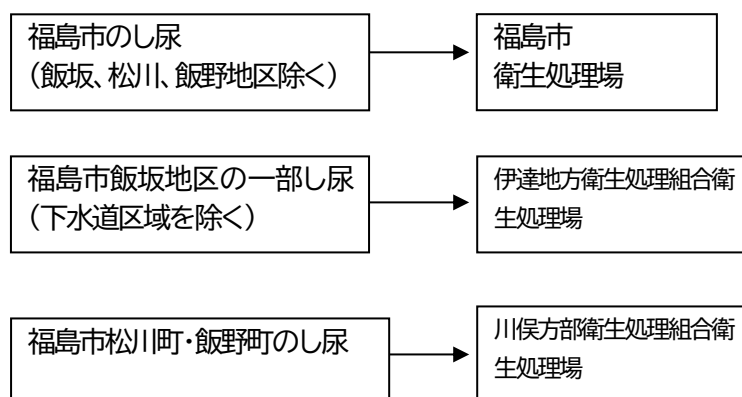 福島市のし尿
（飯坂、松川、飯野地区除く）
福島市
衛生処理場
福島市飯坂地区の一部し尿
（下水道区域を除く）
伊達地方衛生処理組合衛
生処理場
福島市松川町・飯野町のし尿
川俣方部衛生処理組合衛
生処理場